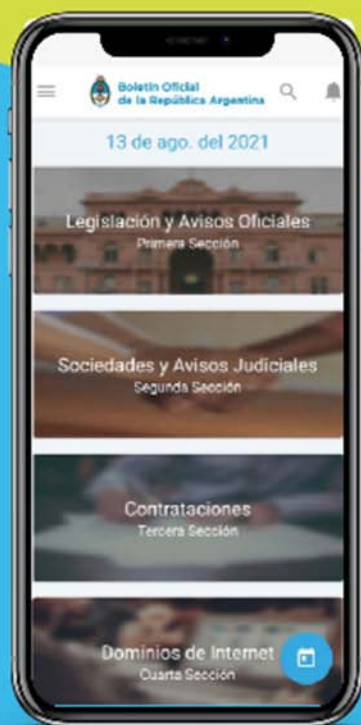 Boletín Oficial
de la República Argentina
13 de ago. del 2021
Legislación y Avisos Oficiales
Primera Sección
Sociedades y Avisos Judiciales
Segunda Sección
Contrataciones
Tercera Sección
Dominios de Internet
Cuarta Sección